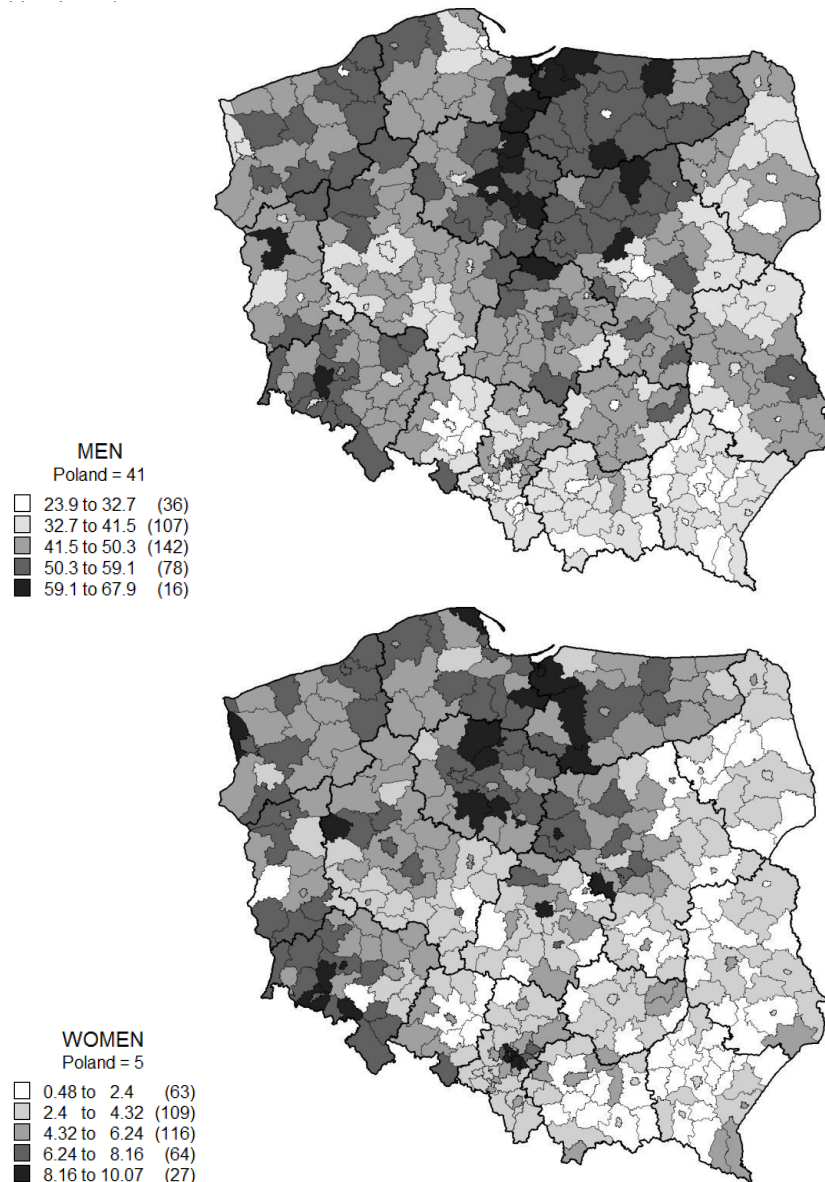 MEN
Poland = 41
23.9 to 32.7 (36)
32.7 to 41.5 (107)
41.5 to 50.3 (142)
50.3 to 59.1 (78)
59.1 to 67.9 (16)
WOMEN
Poland = 5
0.48 to 2.4 (63)
2.4 to 4.32 (109)
4.32 to 6.24 (116)
6.24 to 8.16 (64)
8.16 to 10.07 (27)